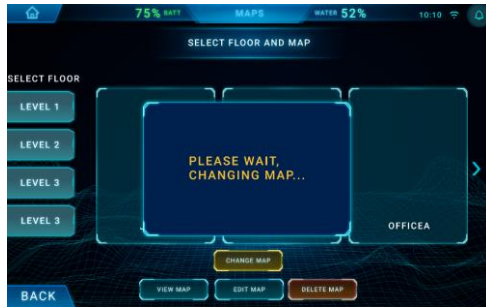 75% BATT MAPS WATER 52% 10:10
SELECT FLOOR AND MAP
SELECT FLOOR
LEVEL 1
LEVEL 2
LEVEL 3
LEVEL 3
PLEASE WAIT,
CHANGING MAP...
OFFICEA
CHANGE MAP
VIEW MAP EDIT MAP DELETE MAP
BACK